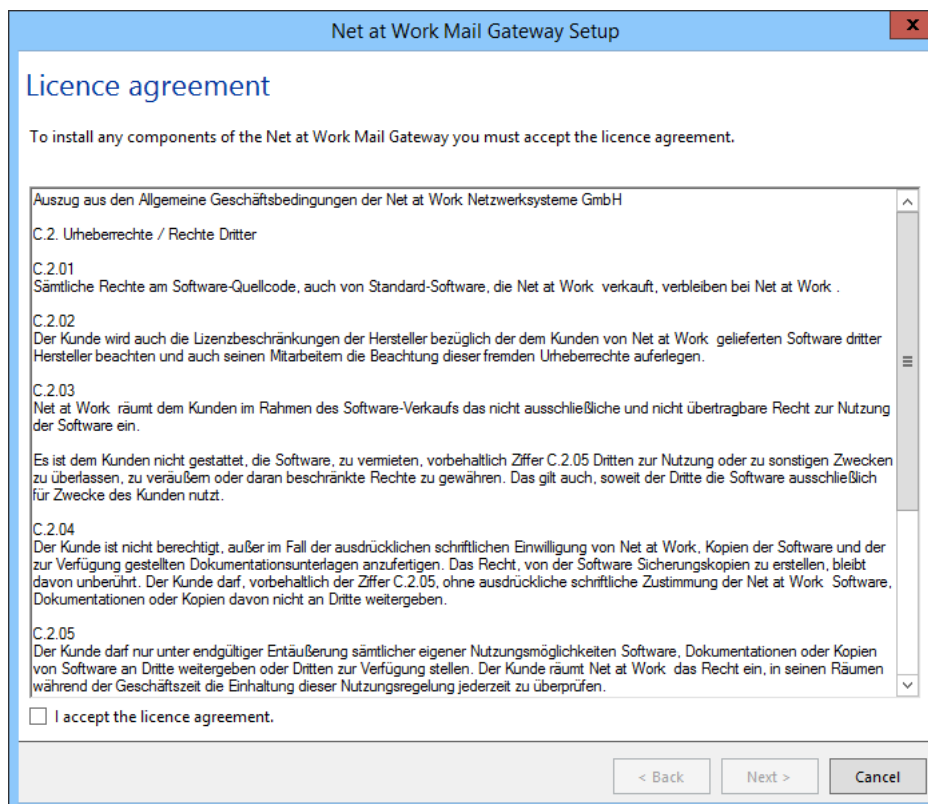 Net at Work Mail Gateway Setup
x
Licence agreement
To install any components of the Net at Work Mail Gateway you must accept the licence agreement.
Auszug aus den Allgemeine Geschäftsbedingungen der Net at Work Netzwerksysteme GmbH
C.2. Urheberrechte / Rechte Dritter
C.2.01
Sämtliche Rechte am Software-Quellcode, auch von Standard-Software, die Net at Work verkauft, verbleiben bei Net at Work .
C.2.02
Der Kunde wird auch die Lizenzbeschränkungen der Hersteller bezüglich der dem Kunden von Net at Work gelieferten Software dritter
Hersteller beachten und auch seinen Mitarbeitern die Beachtung dieser fremden Urheberrechte auferlegen.
C.2.03
Net at Work räumt dem Kunden im Rahmen des Software-Verkaufs das nicht ausschließliche und nicht übertragbare Recht zur Nutzung
der Software ein.
Es ist dem Kunden nicht gestattet, die Software, zu vermieten, vorbehaltlich Ziffer C.2.05 Dritten zur Nutzung oder zu sonstigen Zwecken
zu überlassen, zu veräußern oder daran beschränkte Rechte zu gewähren. Das gilt auch, soweit der Dritte die Software ausschließlich
für Zwecke des Kunden nutzt.
C.2.04
Der Kunde ist nicht berechtigt, außer im Fall der ausdrücklichen schriftlichen Einwilligung von Net at Work, Kopien der Software und der
zur Verfügung gestellten Dokumentationsunterlagen anzufertigen. Das Recht, von der Software Sicherungskopien zu erstellen, bleibt
davon unberührt. Der Kunde darf, vorbehaltlich der Ziffer C.2.05, ohne ausdrückliche schriftliche Zustimmung der Net at Work Software,
Dokumentationen oder Kopien davon nicht an Dritte weitergeben.
C.2.05
Der Kunde darf nur unter endgültiger Entäußerung sämtlicher eigener Nutzungsmöglichkeiten Software, Dokumentationen oder Kopien
von Software an Dritte weitergeben oder Dritten zur Verfügung stellen. Der Kunde räumt Net at Work das Recht ein, in seinen Räumen
während der Geschäftszeit die Einhaltung dieser Nutzungsregelung jederzeit zu überprüfen.
I accept the licence agreement.
< Back
Next >
Cancel